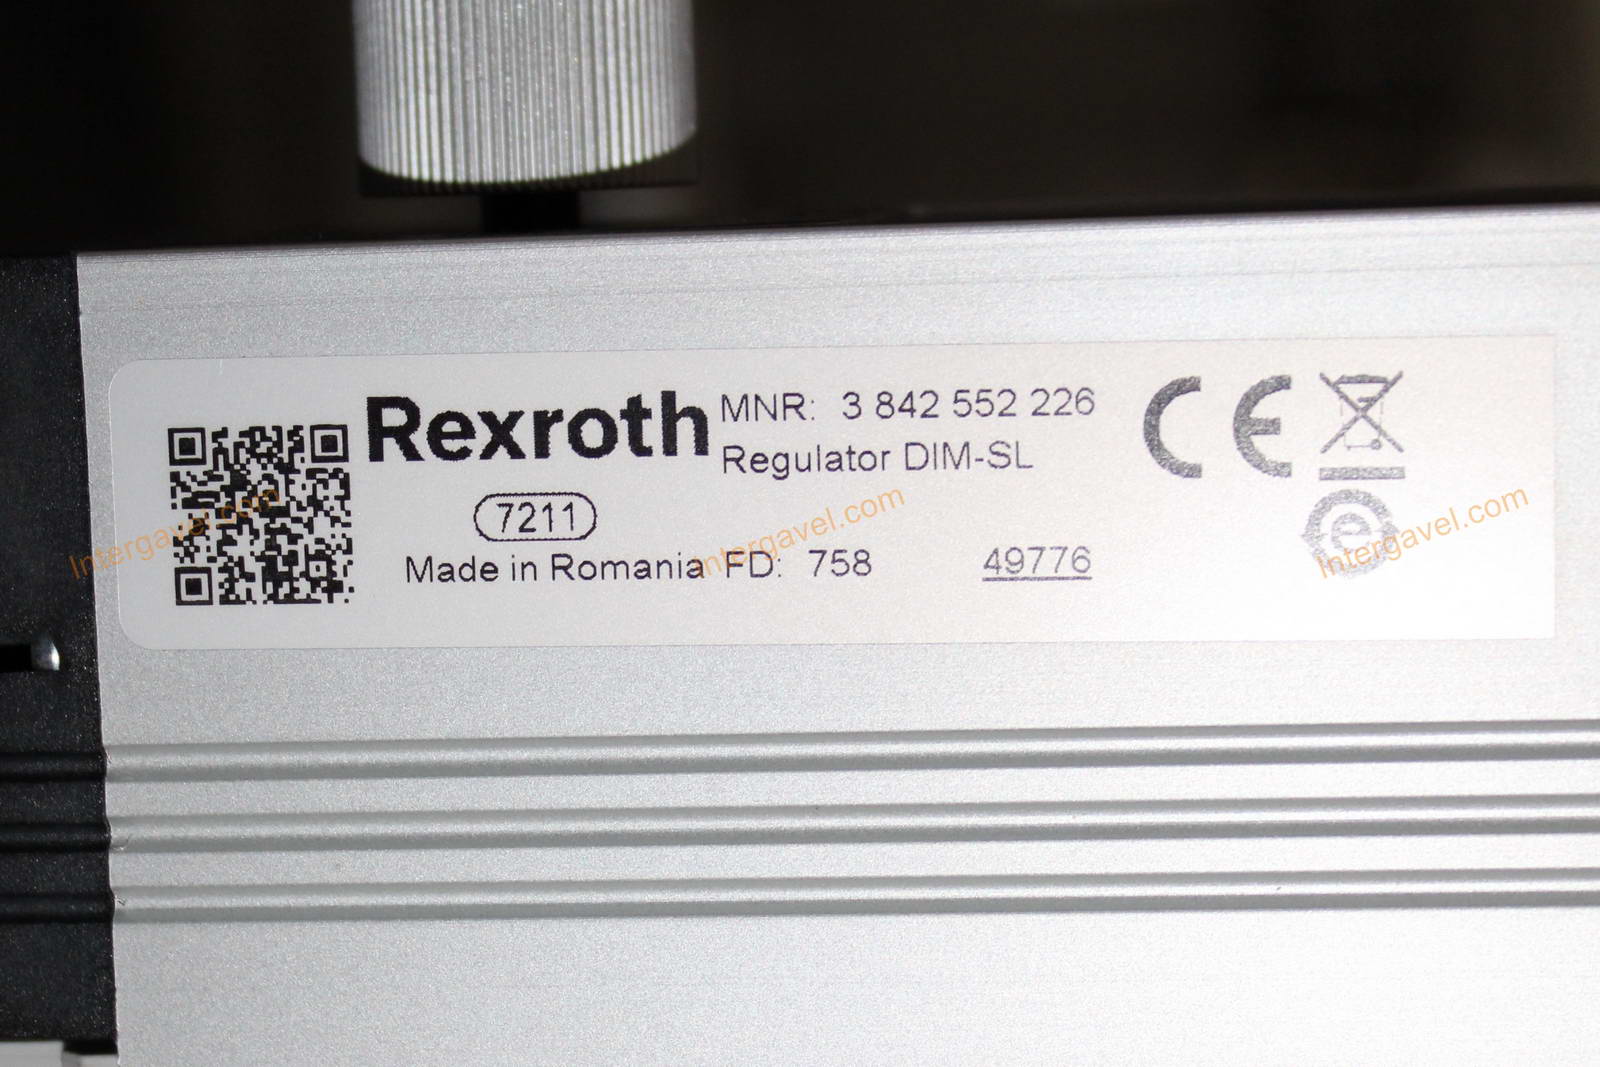 Rexroth
MNR: 3 842 552 226
Regulator DIM-SL
7211
Made in Romania FD: 758 49776
CE
e
Intergavel.com
Intergavel.com
Intergavel.com